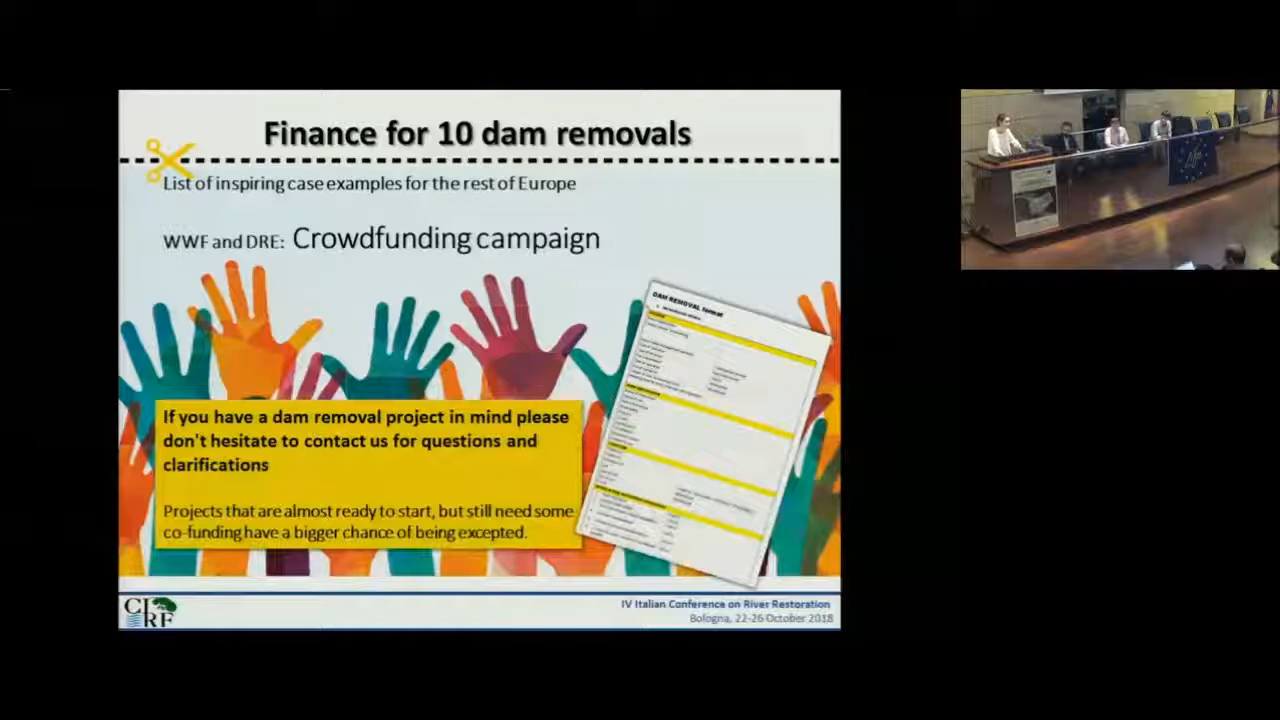 Finance for 10 dam removals
List of inspiring case examples for the rest of Europe
WWF and DRE: Crowdfunding campaign
DAM REMOVAL
If you have a dam removal project in mind please
don't hesitate to contact us for questions and
clarifications
Projects that are almost ready to start, but still need some
co-funding have a bigger chance of being excepted.
CIRF
IV Italian Conference on River Restoration
Bologna, 22-26 October 2018